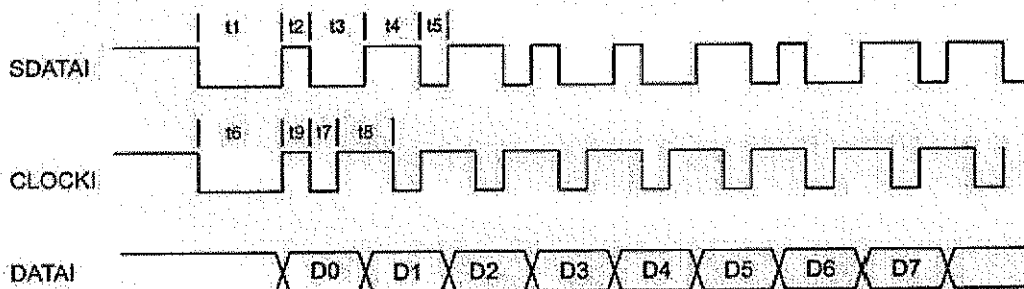 t1 t2 t3 t4 t5
SDATAI
t6 t9 t7 t8
CLOCKI
DATAI D0 D1 D2 D3 D4 D5 D6 D7